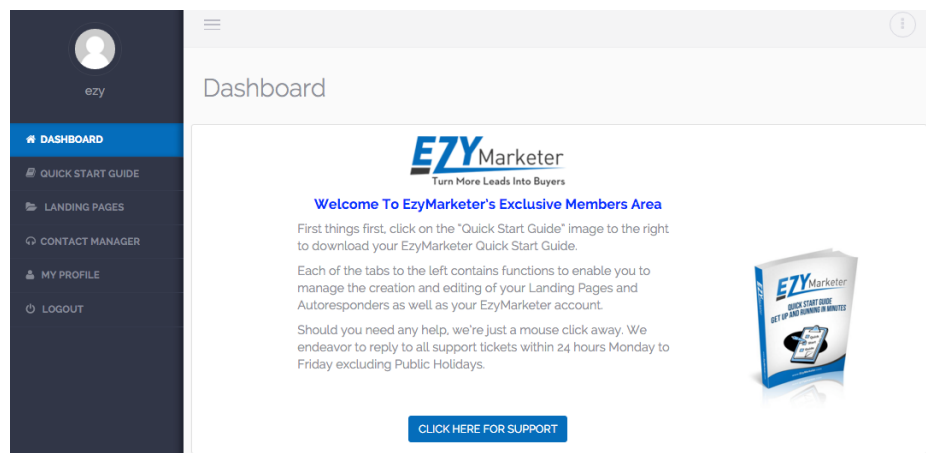 ezy
DASHBOARD
QUICK START GUIDE
LANDING PAGES
CONTACT MANAGER
MY PROFILE
LOGOUT
Dashboard
EZYMarketer
Turn More Leads Into Buyers
Welcome To EzyMarketer's Exclusive Members Area
First things first, click on the "Quick Start Guide" image to the right
to download your EzyMarketer Quick Start Guide.
Each of the tabs to the left contains functions to enable you to
manage the creation and editing of your Landing Pages and
Autoresponders as well as your EzyMarketer account.
Should you need any help, we're just a mouse click away. We
endeavor to reply to all support tickets within 24 hours Monday to
Friday excluding Public Holidays.
CLICK HERE FOR SUPPORT
EZYMarketer
QUICK START GUIDE
GET UP AND RUNNING IN MINUTES